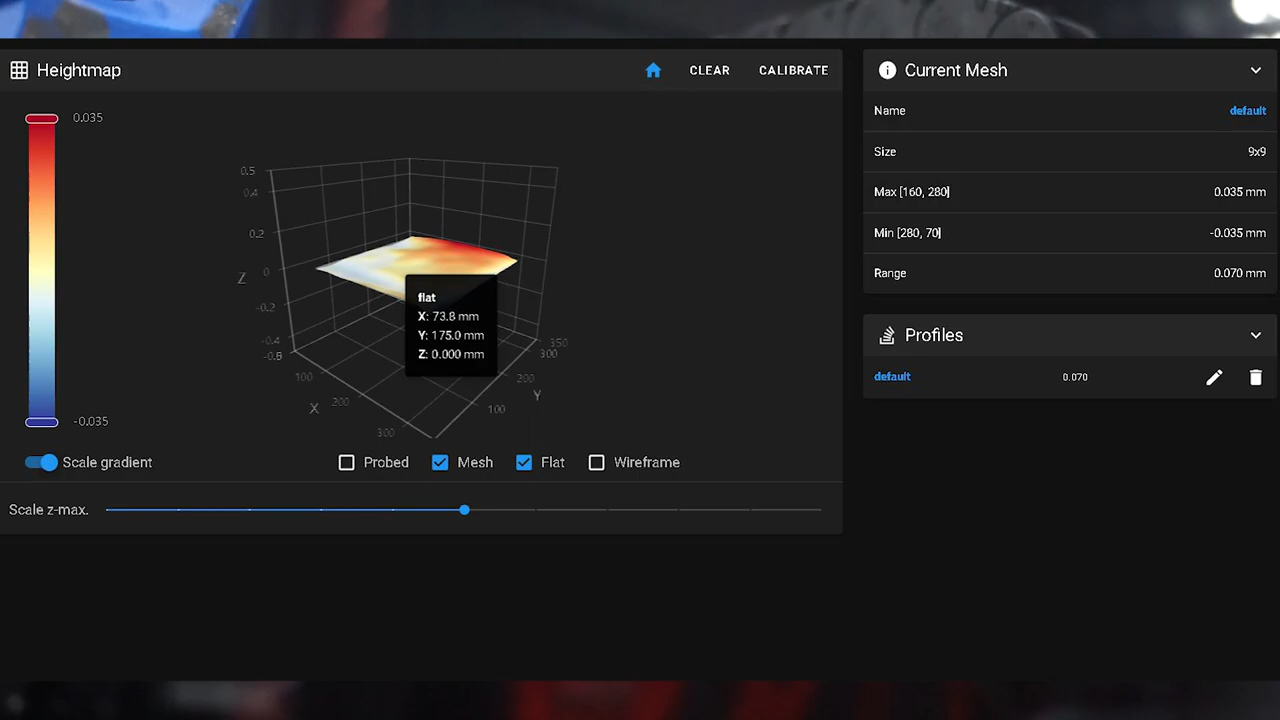 Heightmap
CLEAR
CALIBRATE
0.035
-0.035
0.5
0.4
0.2
0
-0.2
-0.4
-0.5
Z
100
200
300
X
100
200
300
350
Y
flat
X: 73.8 mm
Y: 175.0 mm
Z: 0.000 mm
Scale gradient
Probed
Mesh
Flat
Wireframe
Scale z-max.
Current Mesh
Name default
Size 9x9
Max [160, 280] 0.035 mm
Min [280, 70] -0.035 mm
Range 0.070 mm
Profiles
default 0.070